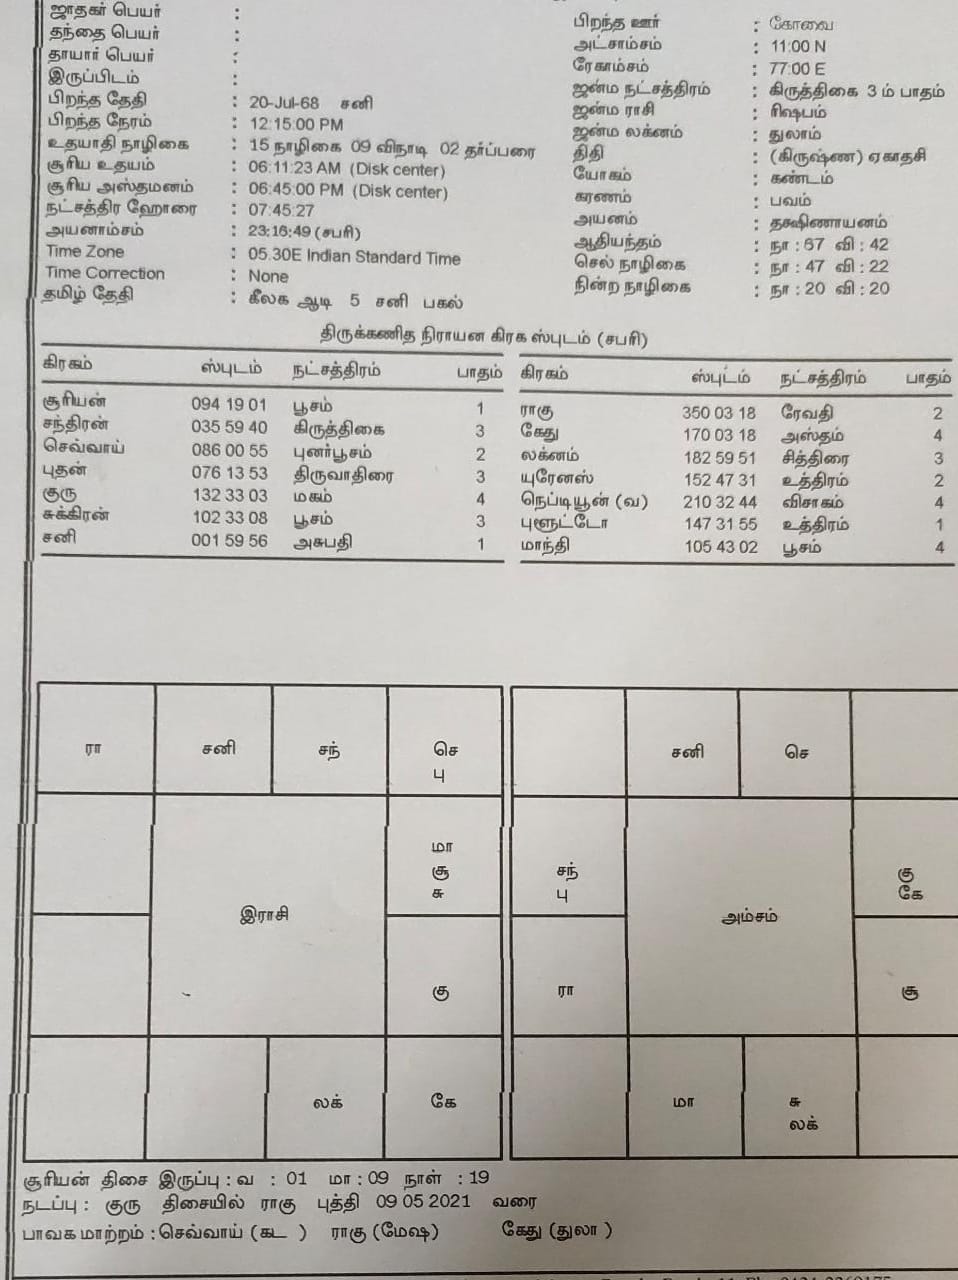 ஜாதகர் பெயர் :
தந்தை பெயர் :
தாயார் பெயர் :
இருப்பிடம் :
பிறந்த தேதி : 20-Jul-68 சனி
பிறந்த நேரம் : 12:15:00 PM
உதயாதி நாழிகை : 15 நாழிகை 09 விநாடி 02 தர்ப்பரை
சூரிய உதயம் : 06:11:23 AM (Disk center)
சூரிய அஸ்தமனம் : 06:45:00 PM (Disk center)
நட்சத்திர ஹோரை : 07:45:27
அயனாம்சம் : 23:16:49 (சபரி)
Time Zone : 05.30E Indian Standard Time
Time Correction : None
தமிழ் தேதி : கீலக ஆடி 5 சனி பகல்
பிறந்த ஊர் : கோவை
அட்சாம்சம் : 11:00 N
ரேகாம்சம் : 77:00 E
ஜன்ம நட்சத்திரம் : கிருத்திகை 3 ம் பாதம்
ஜன்ம ராசி : ரிஷபம்
ஜன்ம லக்னம் : துலாம்
திதி : (கிருஷ்ண) ஏகாதசி
யோகம் : கண்டம்
கரணம் : பவம்
அயனம் : தக்ஷிணாயனம்
ஆதியந்தம் : நா : 67 வி : 42
செல் நாழிகை : நா : 47 வி : 22
நின்ற நாழிகை : நா : 20 வி : 20
திருக்கணித நிராயன கிரக ஸ்புடம் (சபரி)
கிரகம் ஸ்புடம் நட்சத்திரம் பாதம்
சூரியன் 094 19 01 பூசம் 1
சந்திரன் 035 59 40 கிருத்திகை 3
செவ்வாய் 086 00 55 புனர்பூசம் 2
புதன் 076 13 53 திருவாதிரை 3
குரு 132 33 03 மகம் 4
சுக்கிரன் 102 33 08 பூசம் 3
சனி 001 59 56 அசுபதி 1
கிரகம் ஸ்புடம் நட்சத்திரம் பாதம்
ராகு 350 03 18 ரேவதி 2
கேது 170 03 18 அஸ்தம் 4
லக்னம் 182 59 51 சித்திரை 3
யுரேனஸ் 152 47 31 உத்திரம் 2
நெப்டியூன் (வ) 210 32 44 விசாகம் 4
புளூட்டோ 147 31 55 உத்திரம் 1
மாந்தி 105 43 02 பூசம் 4
ரா சனி சந் செ
பு
மா
சூ
சு
இராசி
கு
லக் கே
சனி செ
சந்
பு
கு
கே
அம்சம்
ரா சூ
மா சு
லக்
சூரியன் திசை இருப்பு : வ : 01 மா : 09 நாள் : 19
நடப்பு : குரு திசையில் ராகு புத்தி 09 05 2021 வரை
பாவக மாற்றம் : செவ்வாய் (கட ) ராகு (மேஷ) கேது (துலா )